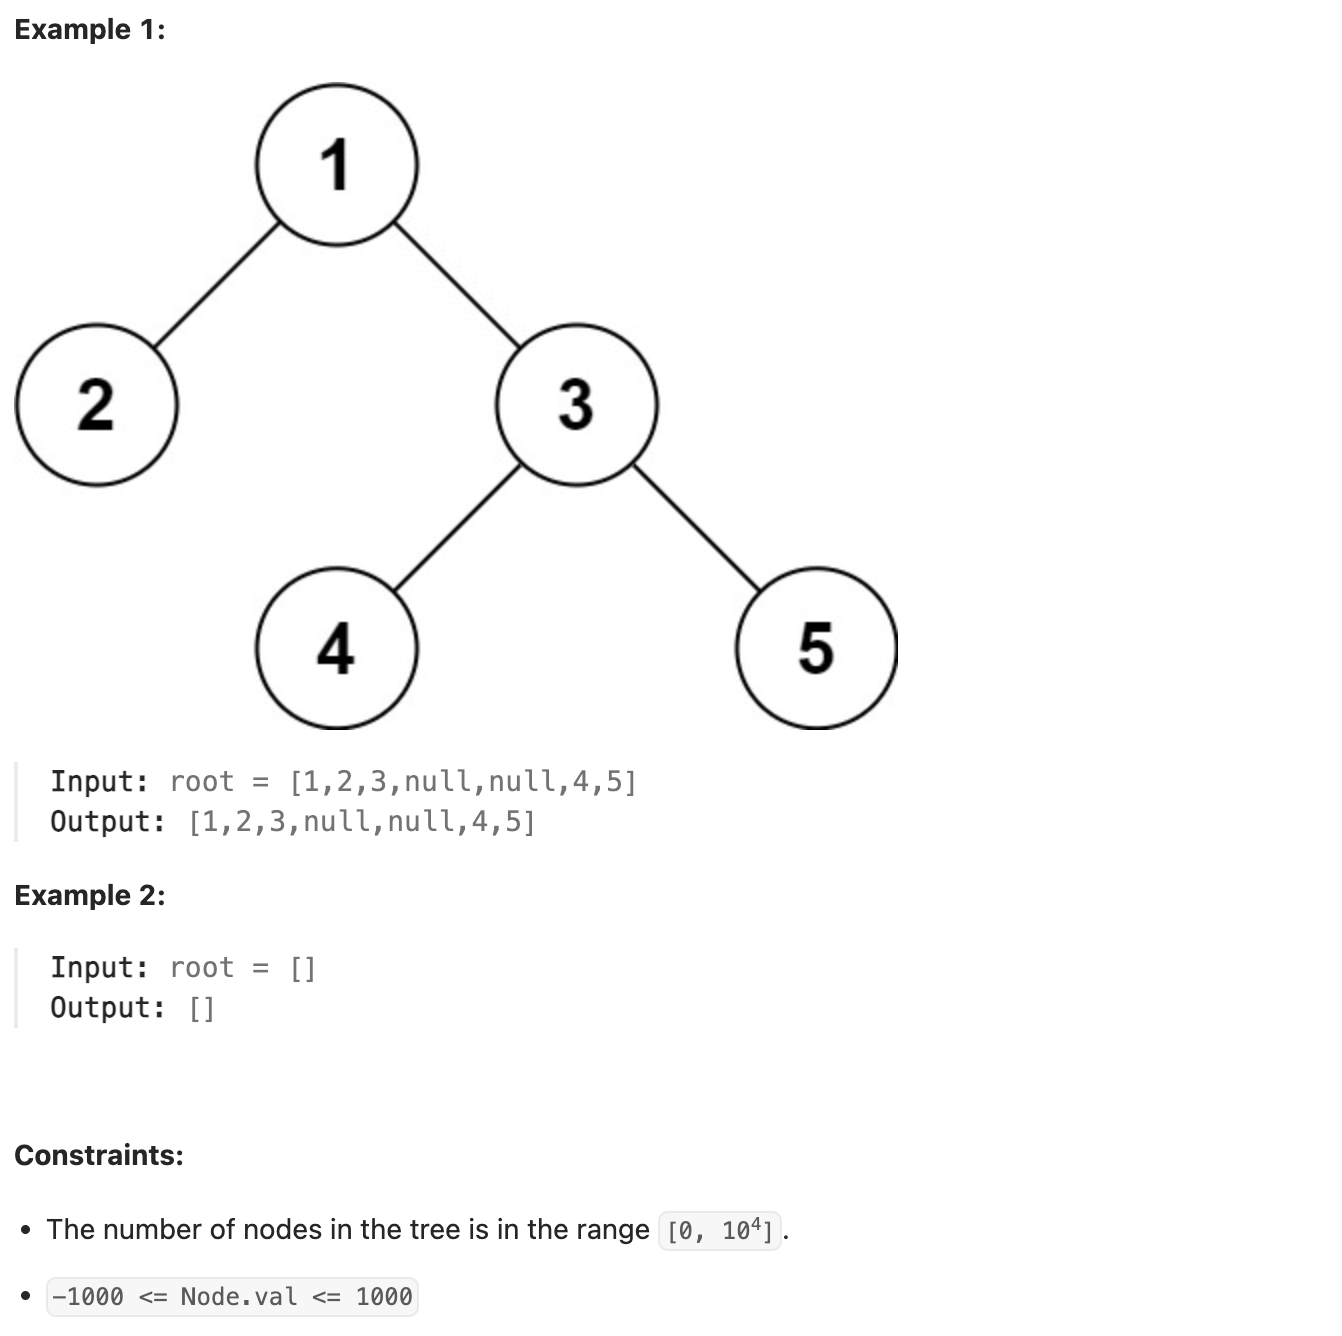 Example 1:
1
2
3
4
5
Input: root = [1,2,3,null,null,4,5]
Output: [1,2,3,null,null,4,5]
Example 2:
Input: root = []
Output: []
Constraints:
• The number of nodes in the tree is in the range [0, 10⁴].
• -1000 <= Node.val <= 1000